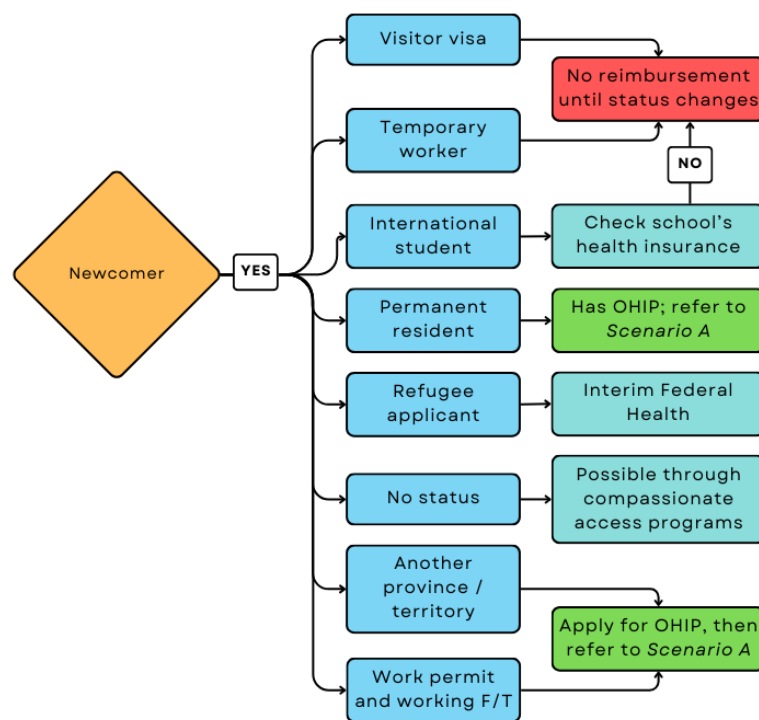 Visitor visa
No reimbursement
until status changes
Temporary
worker
NO
International
student
Check school's
health insurance
Newcomer
YES
Permanent
resident
Has OHIP; refer to
Scenario A
Refugee
applicant
Interim Federal
Health
No status
Possible through
compassionate
access programs
Another
province /
territory
Apply for OHIP, then
refer to Scenario A
Work permit
and working F/T